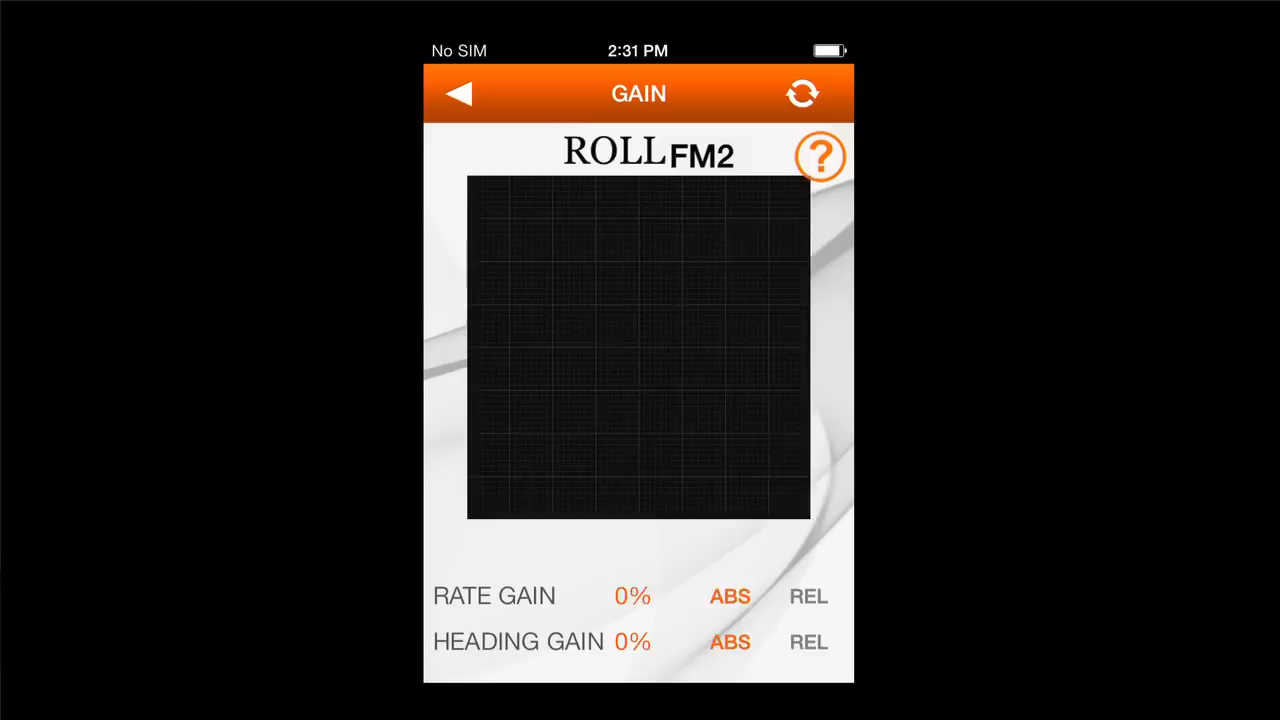 No SIM 2:31 PM
GAIN
ROLL FM2
?
RATE GAIN 0% ABS REL
HEADING GAIN 0% ABS REL